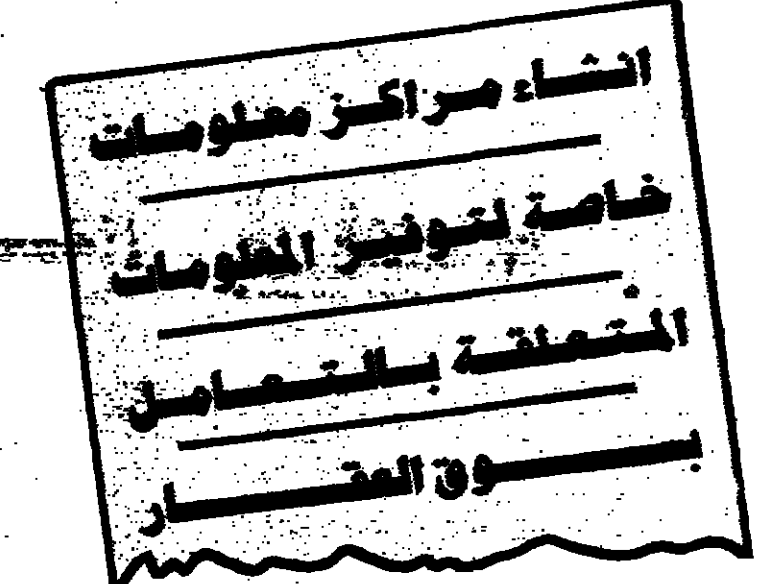 انشاء مراكز معلومات
خاصة لتوفير المعلومات
المتعلقة بالتعامل
بسوق العقار